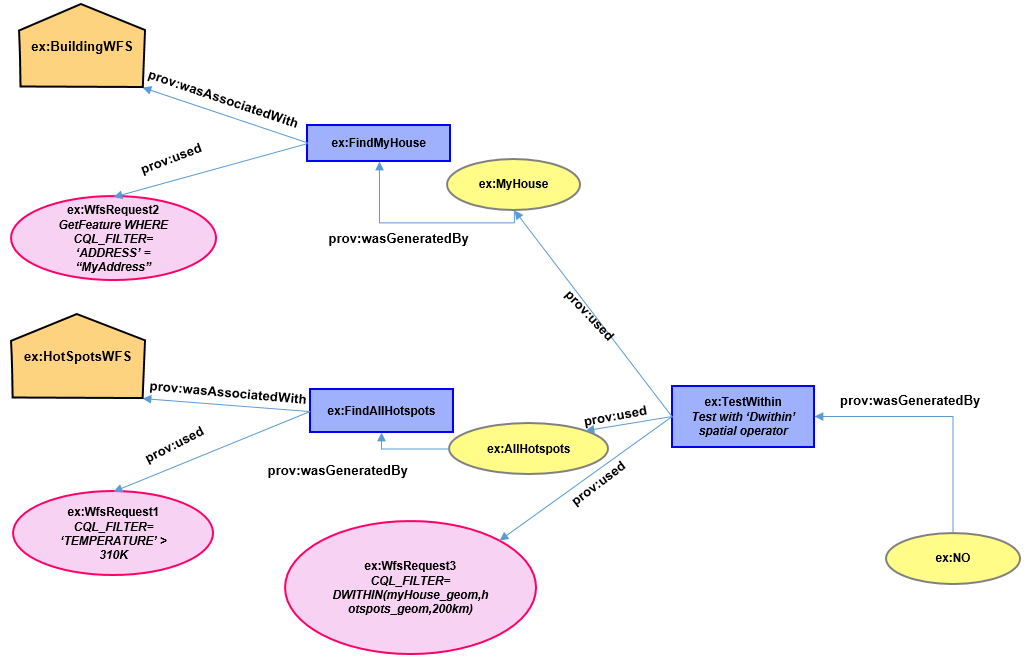 ex:BuildingWFS
prov:wasAssociatedWith
ex:FindMyHouse
prov:used
ex:MyHouse
ex:WfsRequest2
GetFeature WHERE
CQL_FILTER=
‘ADDRESS’ =
“MyAddress”
prov:wasGeneratedBy
prov:used
ex:HotSpotsWFS
prov:wasAssociatedWith
ex:FindAllHotspots
ex:TestWithin
Test with ‘Dwithin’
spatial operator
prov:wasGeneratedBy
prov:used
prov:used
ex:AllHotspots
prov:wasGeneratedBy
prov:used
ex:WfsRequest1
CQL_FILTER=
‘TEMPERATURE’ >
310K
ex:WfsRequest3
CQL_FILTER=
DWITHIN(myHouse_geom,h
otspots_geom,200km)
ex:NO